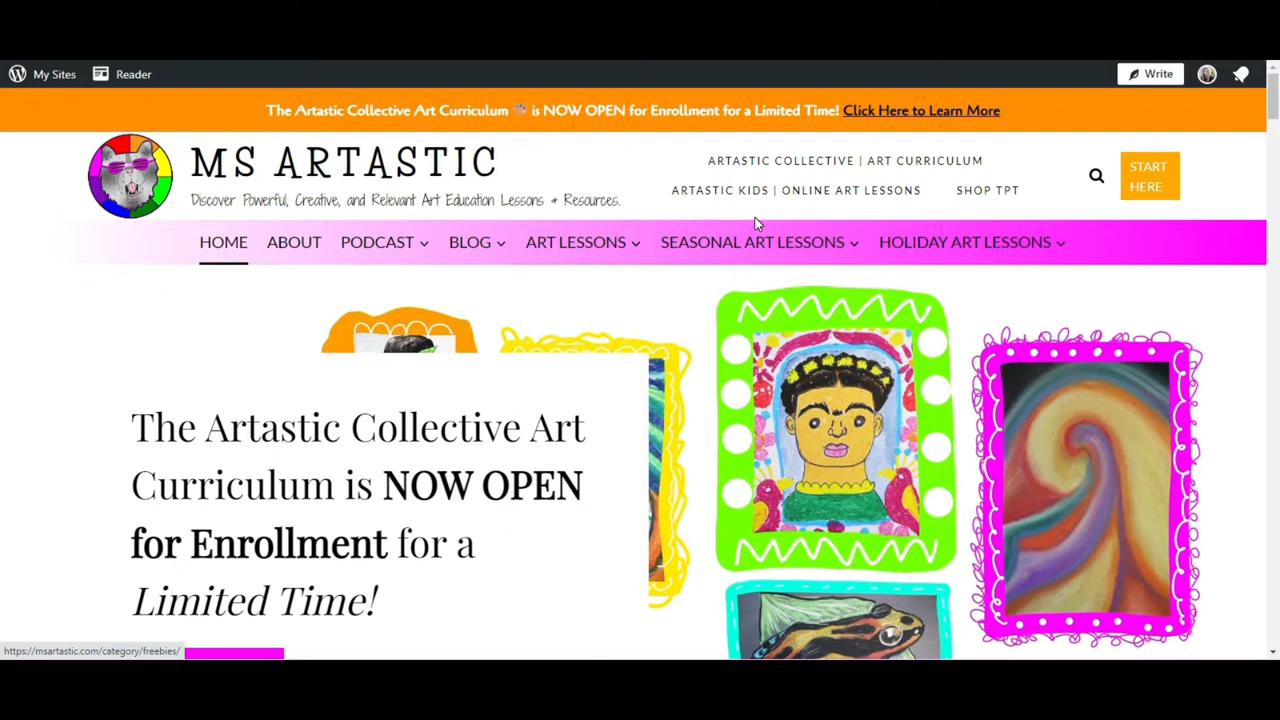 My Sites Reader Write
The Artastic Collective Art Curriculum 🎨 is NOW OPEN for Enrollment for a Limited Time! Click Here to Learn More
MS ARTASTIC
Discover Powerful, Creative, and Relevant Art Education Lessons & Resources.
ARTASTIC COLLECTIVE | ART CURRICULUM
ARTASTIC KIDS | ONLINE ART LESSONS SHOP TPT
START
HERE
HOME ABOUT PODCAST BLOG ART LESSONS SEASONAL ART LESSONS HOLIDAY ART LESSONS
The Artastic Collective Art
Curriculum is NOW OPEN
for Enrollment for a
Limited Time!
https://msartastic.com/category/freebies/